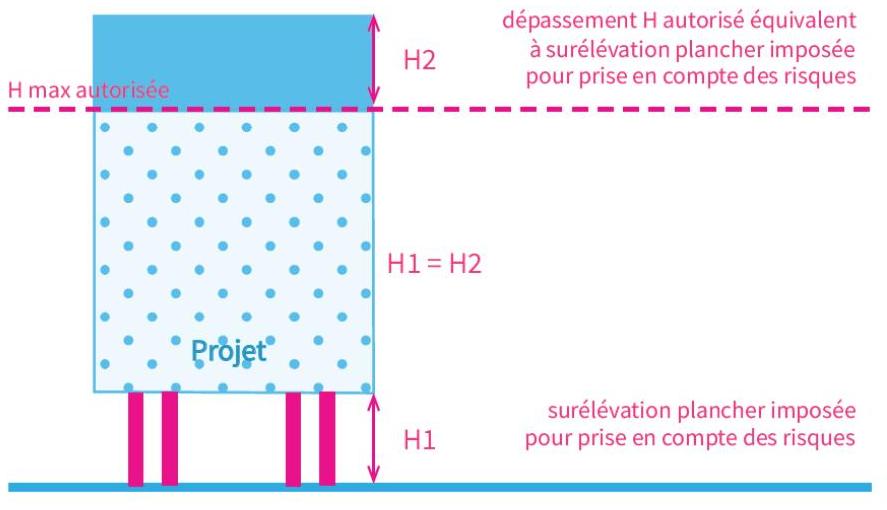 dépassement H autorisé équivalent
à surélévation plancher imposée
pour prise en compte des risques
H2
H max autorisée
H1 = H2
Projet
surélévation plancher imposée
pour prise en compte des risques
H1